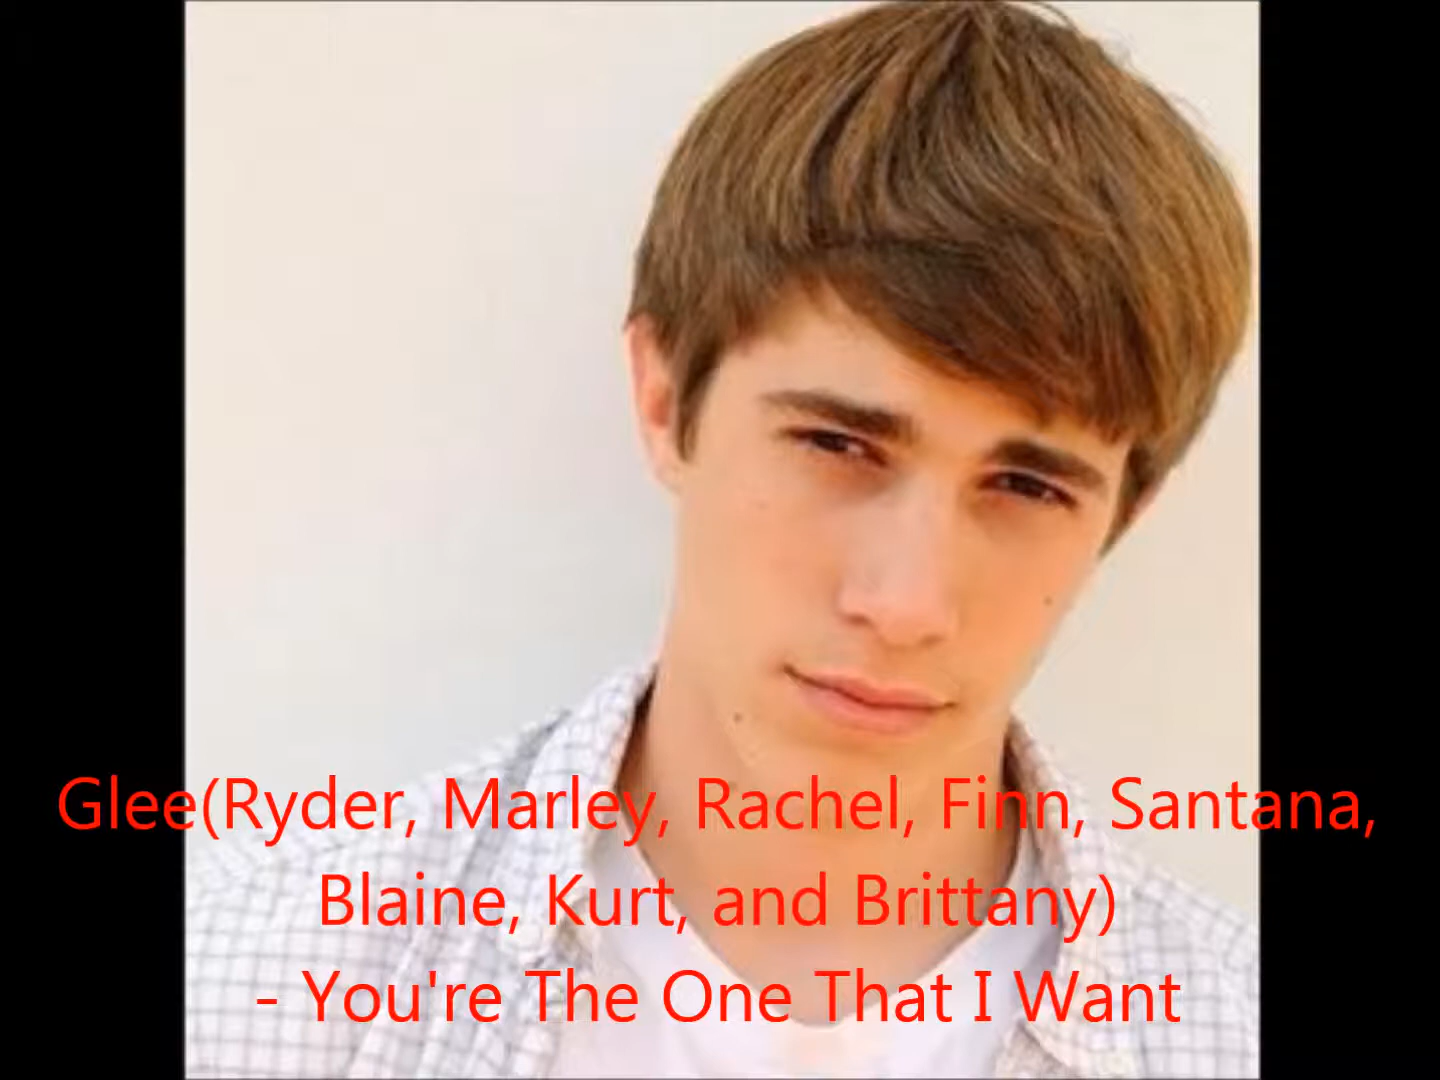 Glee(Ryder, Marley, Rachel, Finn, Santana,
Blaine, Kurt, and Brittany)
- You're The One That I Want